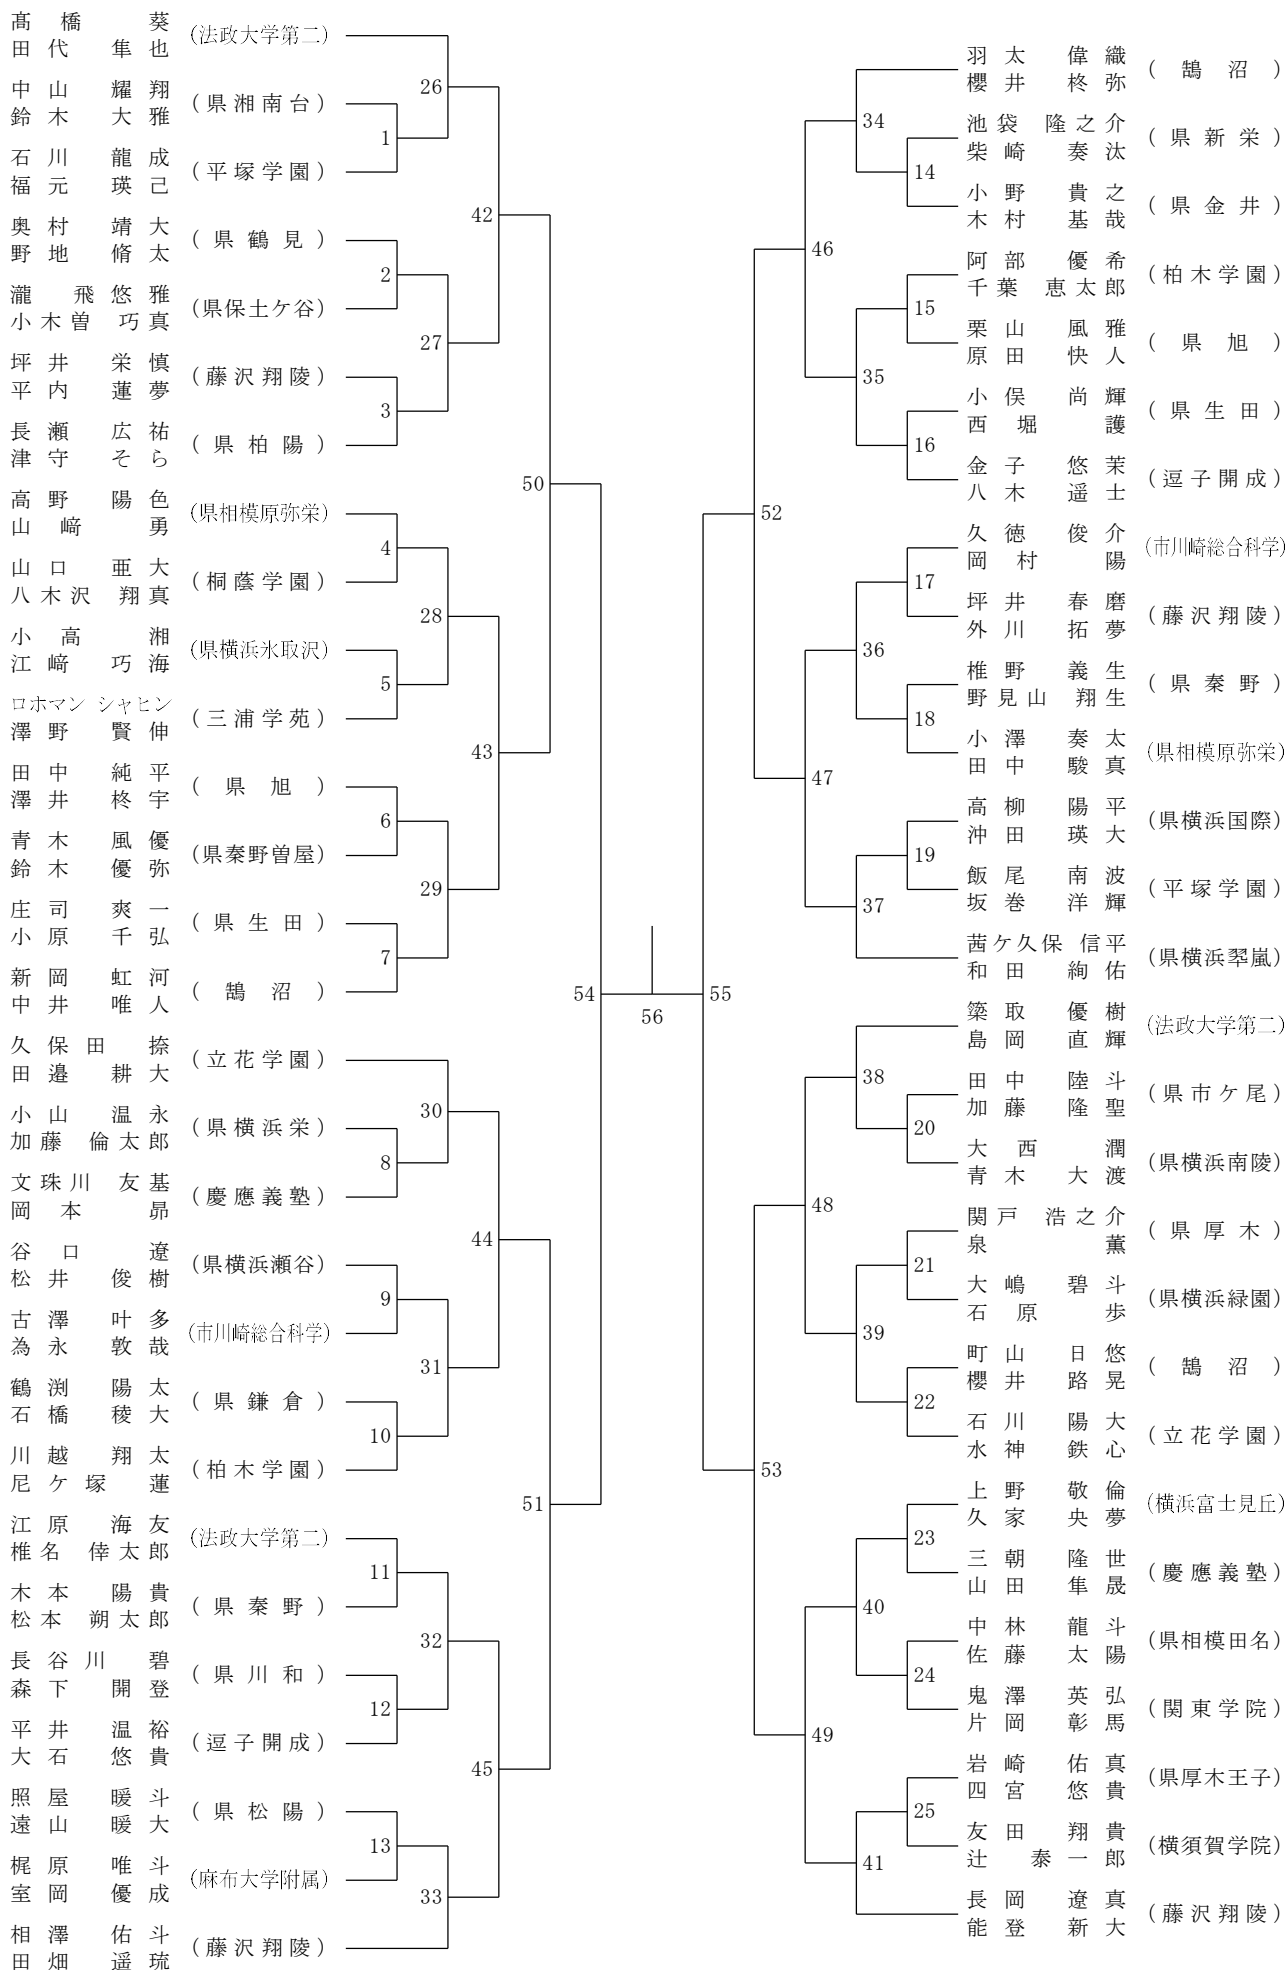 髙橋 葵
田代 隼也
(法政大学第二)
中山 耀翔
鈴木 大雅
(県湘南台)
石川 龍成
福元 瑛己
(平塚学園)
奥村 靖大
野地 脩太
(県鶴見)
瀧 飛悠雅
小木曽 巧真
(県保土ケ谷)
坪井 栄慎
平内 蓮夢
(藤沢翔陵)
長瀬 広祐
津守 そら
(県柏陽)
高野 陽色
山﨑 勇
(県相模原弥栄)
山口 亜大
八木沢 翔真
(桐蔭学園)
小高 湘
江﨑 巧海
(県横浜氷取沢)
ロホマン シャヒン
澤野 賢伸
(三浦学苑)
田中 純平
澤井 柊宇
(県旭)
青木 風優
鈴木 優弥
(県秦野曽屋)
庄司 爽一
小原 千弘
(県生田)
新岡 虹河
中井 唯人
(鵠沼)
久保田 捺
田邉 耕大
(立花学園)
小山 温永
加藤 倫太郎
(県横浜栄)
文珠川 友基
岡本 昴
(慶應義塾)
谷口 遼
松井 俊樹
(県横浜瀬谷)
古澤 叶多
為永 敦哉
(市川崎総合科学)
鶴渕 陽太
石橋 稜大
(県鎌倉)
川越 翔太
尼ケ塚 蓮
(柏木学園)
江原 海友
椎名 倖太郎
(法政大学第二)
木本 陽貴
松本 朔太郎
(県秦野)
長谷川 碧
森下 開登
(県川和)
平井 温裕
大石 悠貴
(逗子開成)
照屋 暖斗
遠山 暖大
(県松陽)
梶原 唯斗
室岡 優成
(麻布大学附属)
相澤 佑斗
田畑 遥琉
(藤沢翔陵)
1
2
3
4
5
6
7
8
9
10
11
12
13
26
27
28
29
30
31
32
33
42
43
44
45
50
51
54
56
55
52
53
46
47
48
49
34
35
36
37
38
39
40
41
14
15
16
17
18
19
20
21
22
23
24
25
羽太 偉織
櫻井 柊弥
(鵠沼)
池袋 隆之介
柴崎 奏汰
(県新栄)
小野 貴之
木村 基哉
(県金井)
阿部 優希
千葉 恵太郎
(柏木学園)
栗山 風雅
原田 快人
(県旭)
小俣 尚輝
西堀 護
(県生田)
金子 悠茉
八木 遥士
(逗子開成)
久徳 俊介
岡村 陽
(市川崎総合科学)
坪井 春磨
外川 拓夢
(藤沢翔陵)
椎野 義生
野見山 翔生
(県秦野)
小澤 奏太
田中 駿真
(県相模原弥栄)
高柳 陽平
沖田 瑛大
(県横浜国際)
飯尾 南波
坂巻 洋輝
(平塚学園)
茜ケ久保 信平
和田 絢佑
(県横浜翠嵐)
簗取 優樹
島岡 直輝
(法政大学第二)
田中 陸斗
加藤 隆聖
(県市ケ尾)
大西 潤
青木 大渡
(県横浜南陵)
関戸 浩之介
泉 薫
(県厚木)
大嶋 碧斗
石原 歩
(県横浜緑園)
町山 日悠
櫻井 路晃
(鵠沼)
石川 陽大
水神 鉄心
(立花学園)
上野 敬倫
久家 央夢
(横浜富士見丘)
三朝 隆世
山田 隼晟
(慶應義塾)
中林 龍斗
佐藤 太陽
(県相模田名)
鬼澤 英弘
片岡 彰馬
(関東学院)
岩崎 佑真
四宮 悠貴
(県厚木王子)
友田 翔貴
辻 泰一郎
(横須賀学院)
長岡 遼真
能登 新大
(藤沢翔陵)